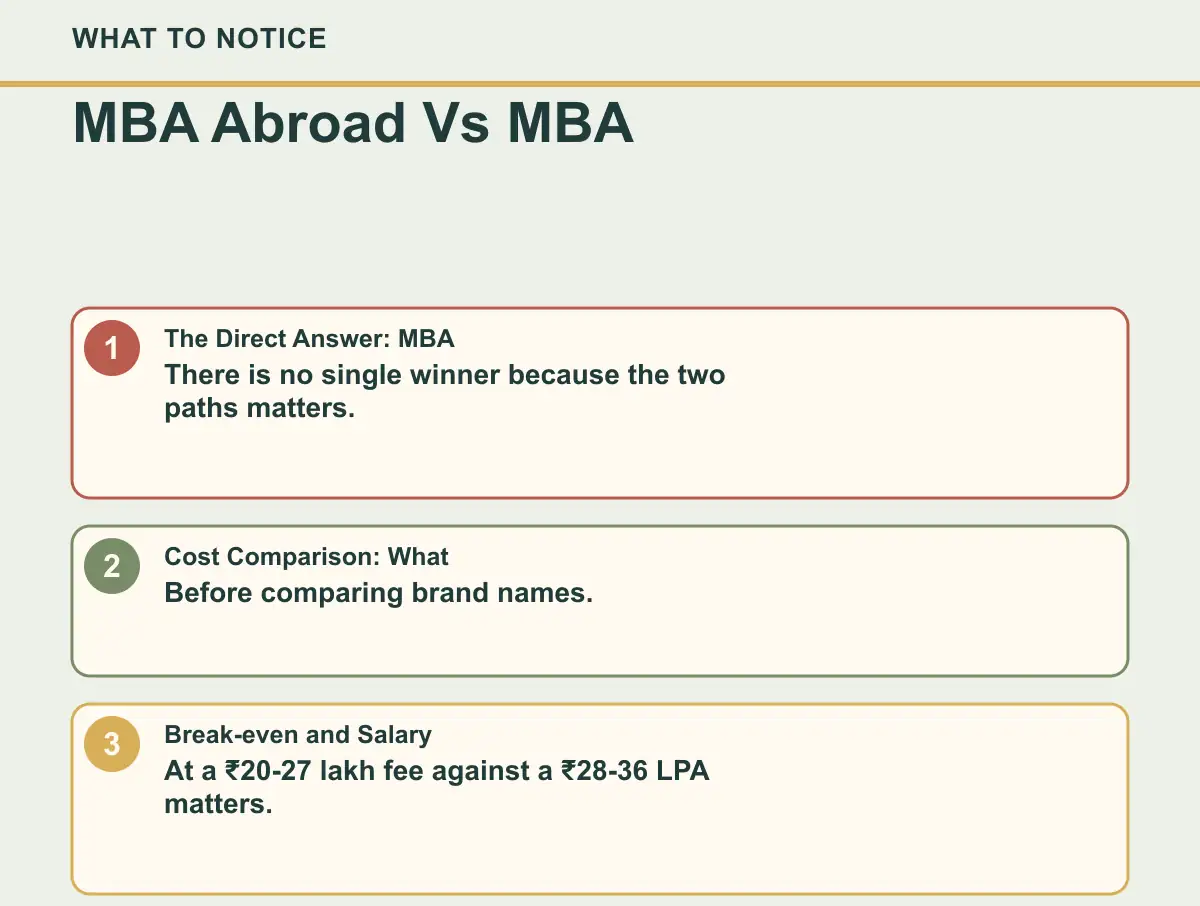 WHAT TO NOTICE
MBA Abroad Vs MBA
1
The Direct Answer: MBA
There is no single winner because the two
paths matters.
2
Cost Comparison: What
Before comparing brand names.
3
Break-even and Salary
At a ₹20-27 lakh fee against a ₹28-36 LPA
matters.